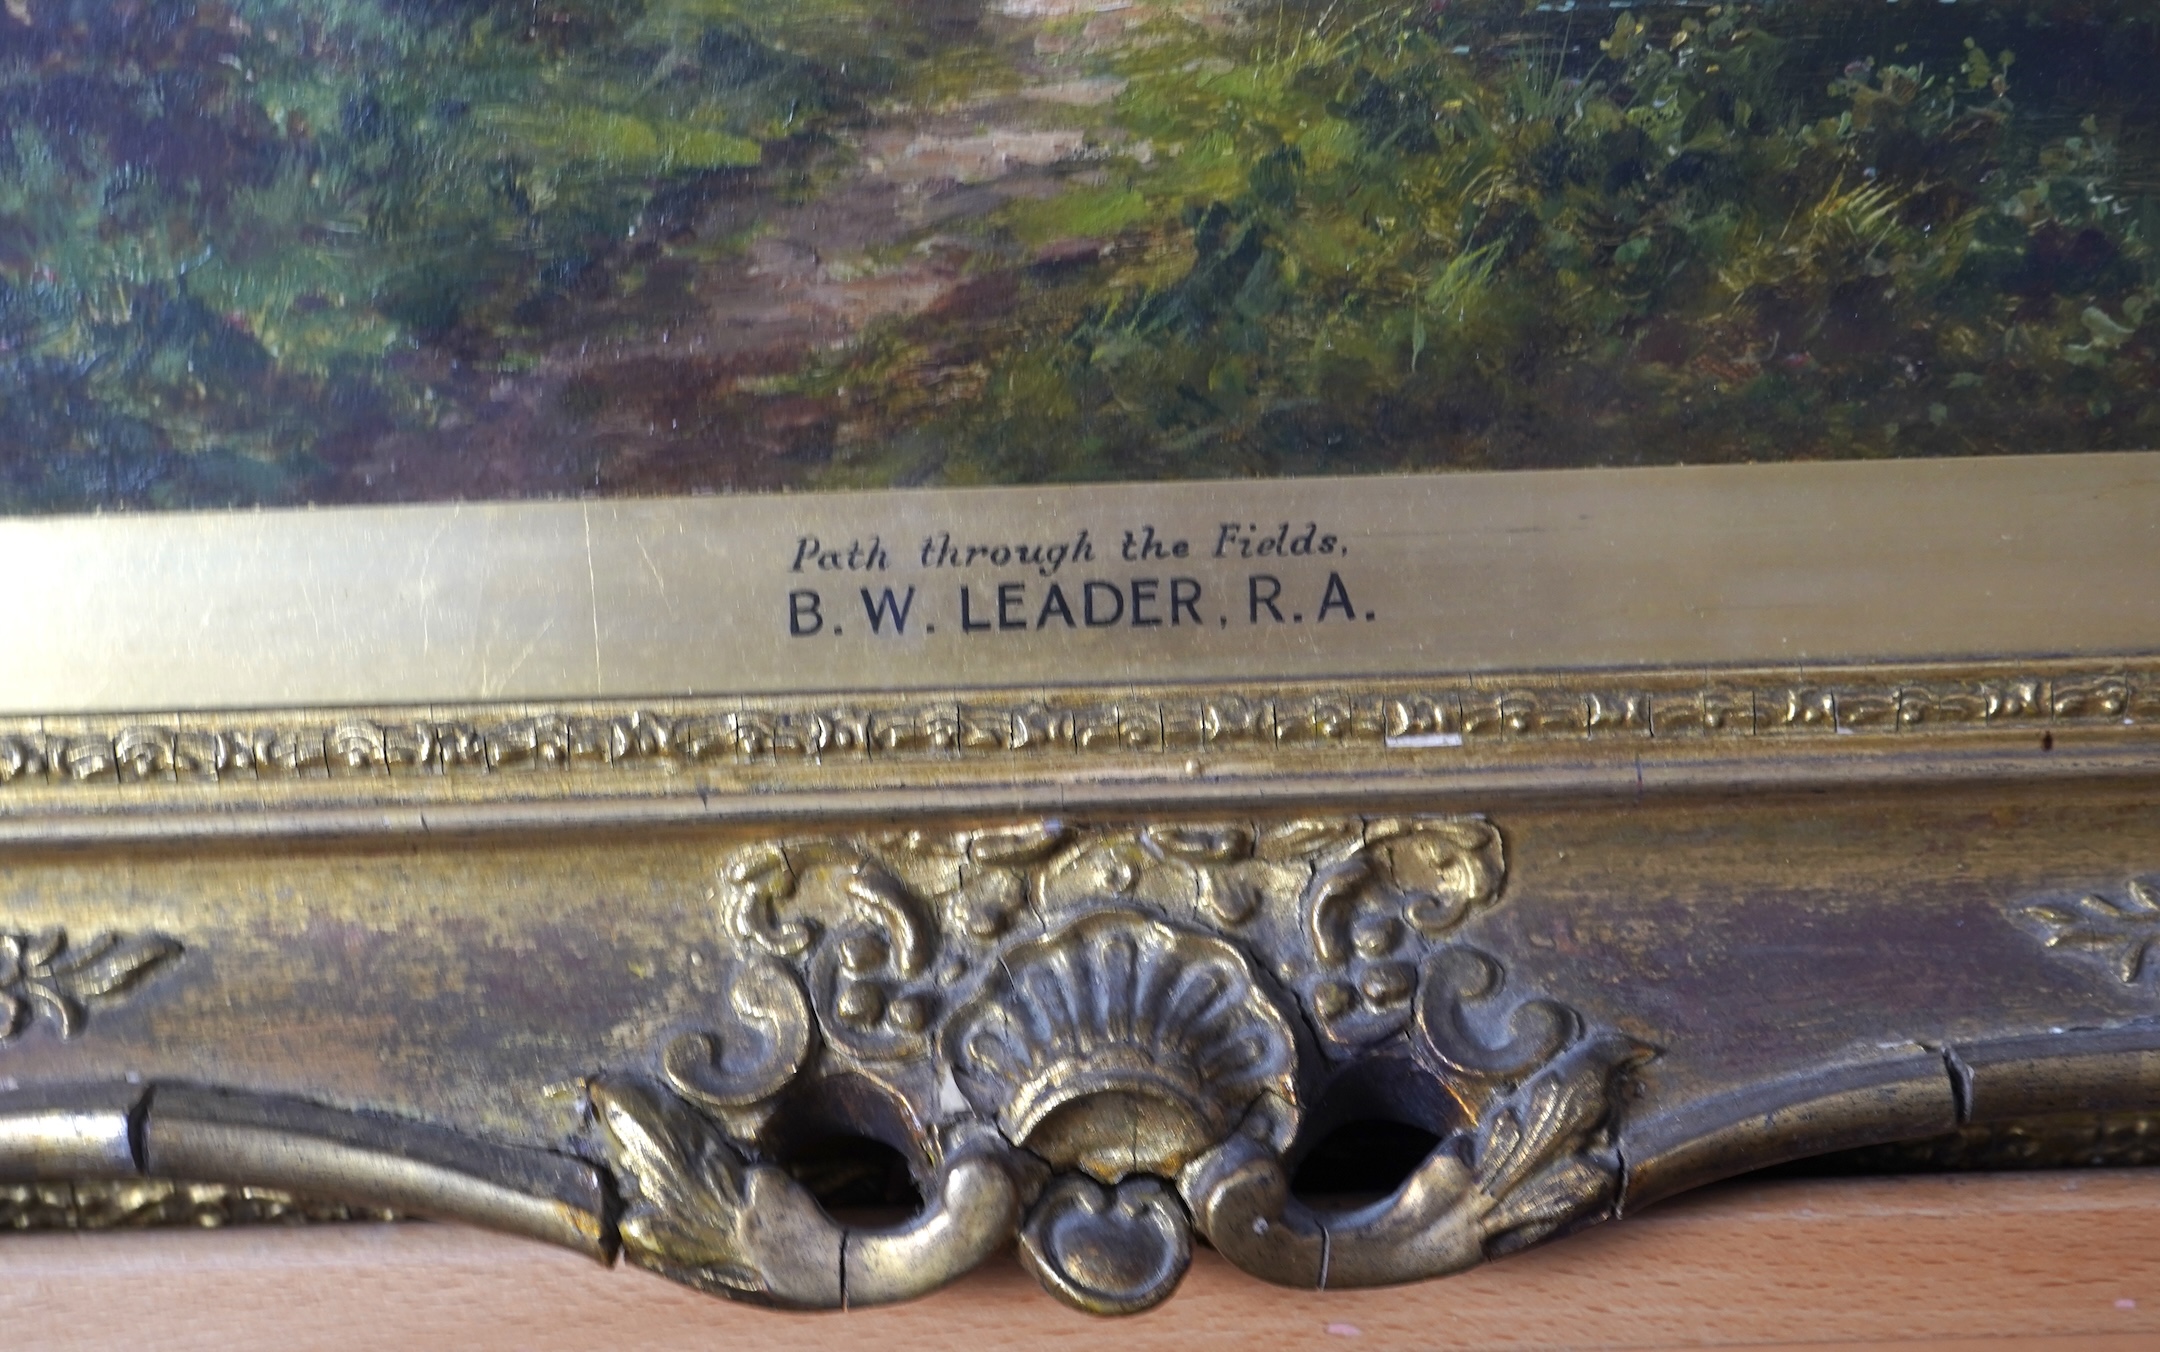 Path through the Fields,
B. W. LEADER, R. A.